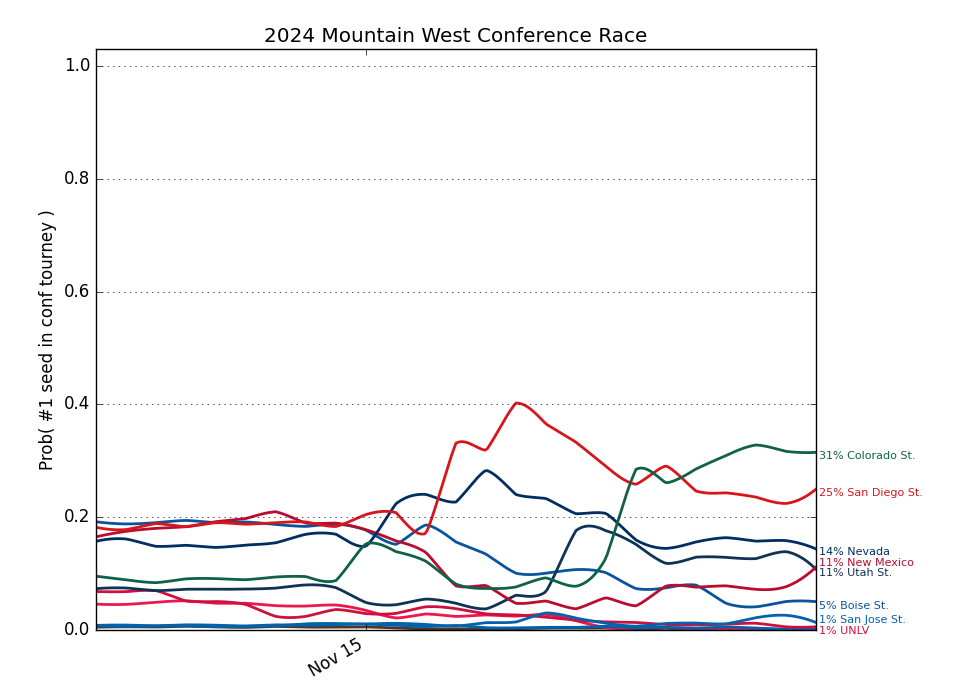 2024 Mountain West Conference Race
Prob( #1 seed in conf tourney )
1.0
0.8
0.6
0.4
0.2
0.0
Nov 15
31% Colorado St.
25% San Diego St.
14% Nevada
11% New Mexico
11% Utah St.
5% Boise St.
1% San Jose St.
1% UNLV